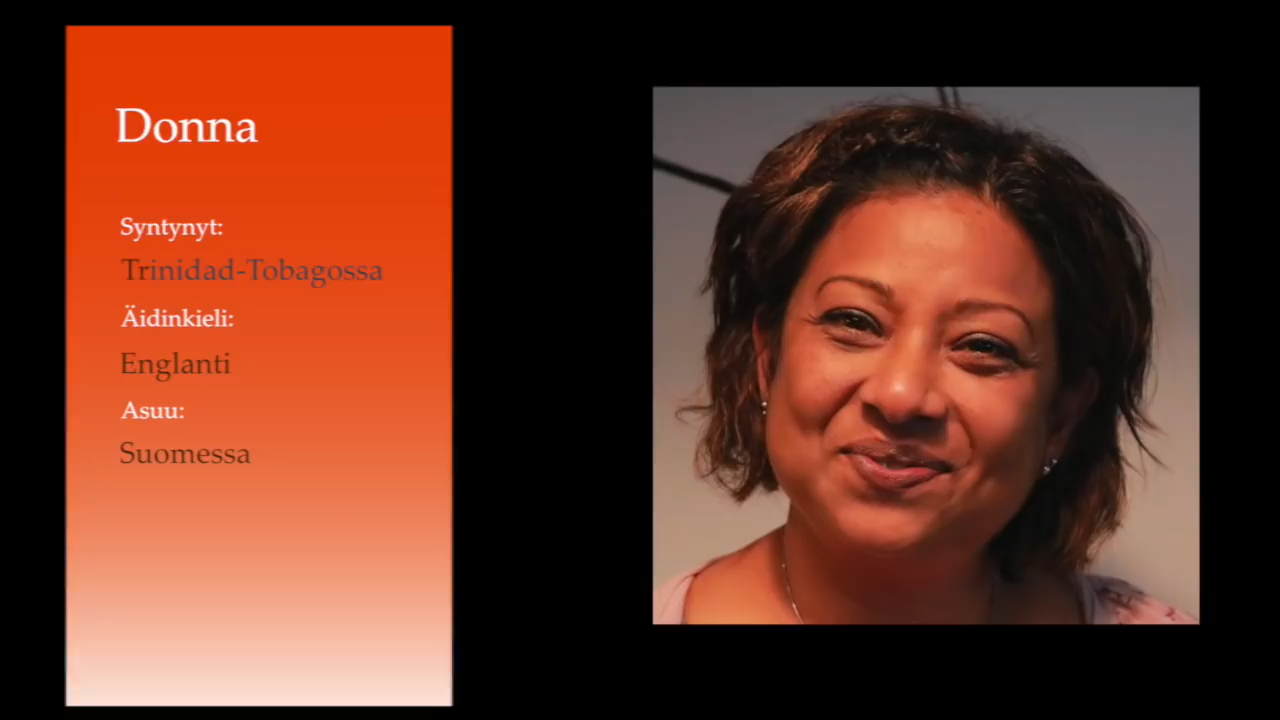 Donna
Syntynyt:
Trinidad-Tobagossa
Äidinkieli:
Englanti
Asuu:
Suomessa